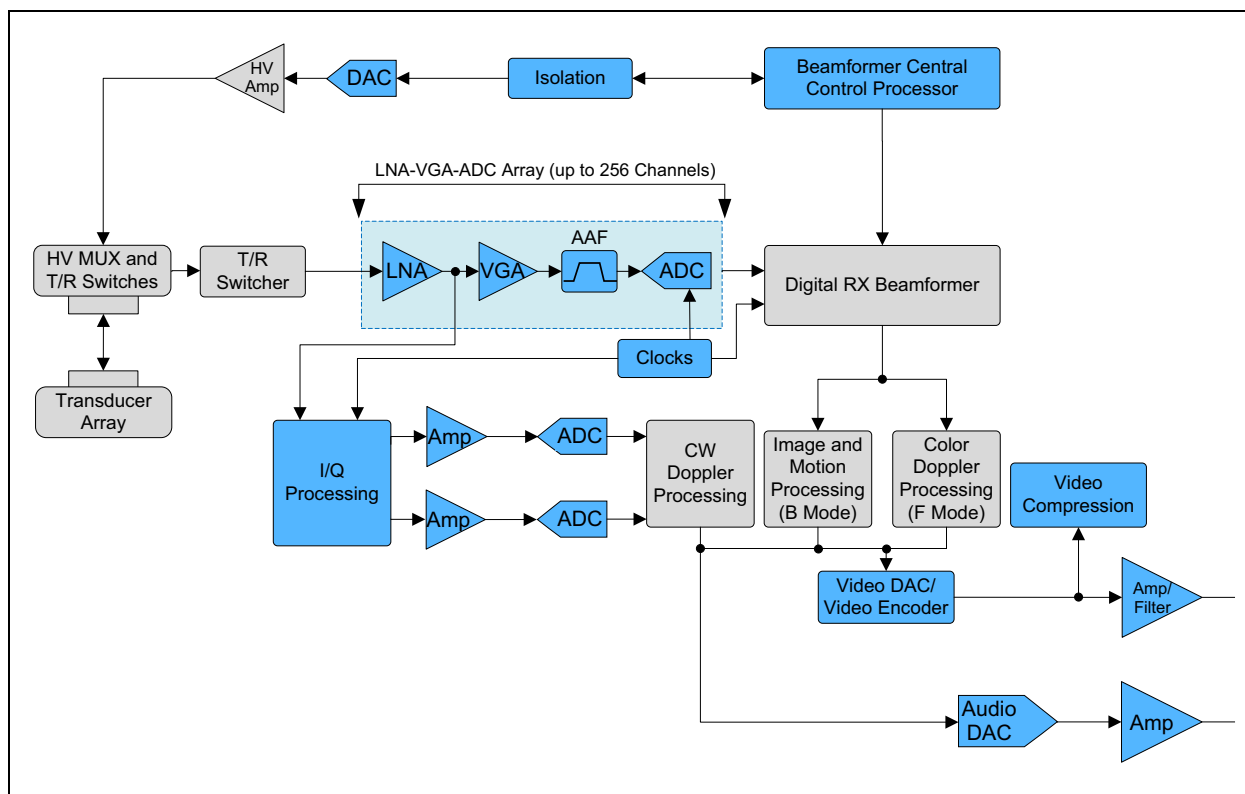 HV
Amp
DAC
Isolation
Beamformer Central
Control Processor
LNA-VGA-ADC Array (up to 256 Channels)
HV MUX and
T/R Switches
T/R
Switcher
LNA
VGA
AAF
ADC
Digital RX Beamformer
Clocks
Transducer
Array
I/Q
Processing
Amp
ADC
Amp
ADC
CW
Doppler
Processing
Image and
Motion
Processing
(B Mode)
Color
Doppler
Processing
(F Mode)
Video
Compression
Video DAC/
Video Encoder
Amp/
Filter
Audio
DAC
Amp